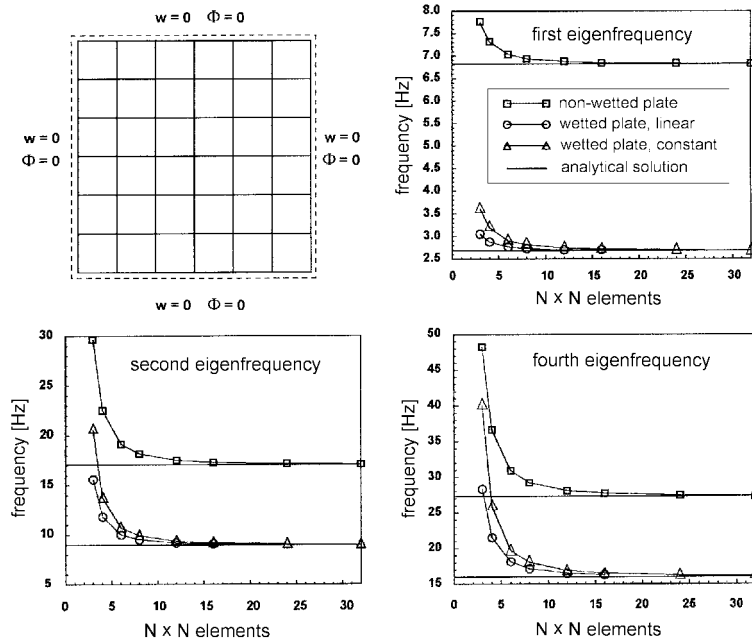 w = 0 Φ = 0
w = 0
Φ = 0
w = 0
Φ = 0
w = 0 Φ = 0
first eigenfrequency
frequency [Hz]
8.0
7.5
7.0
6.5
6.0
5.5
5.0
4.5
4.0
3.5
3.0
2.5
non-wetted plate
wetted plate, linear
wetted plate, constant
analytical solution
0 5 10 15 20 25 30
N × N elements
second eigenfrequency
frequency [Hz]
30
25
20
15
10
5
0 5 10 15 20 25 30
N × N elements
fourth eigenfrequency
frequency [Hz]
50
45
40
35
30
25
20
15
0 5 10 15 20 25 30
N × N elements